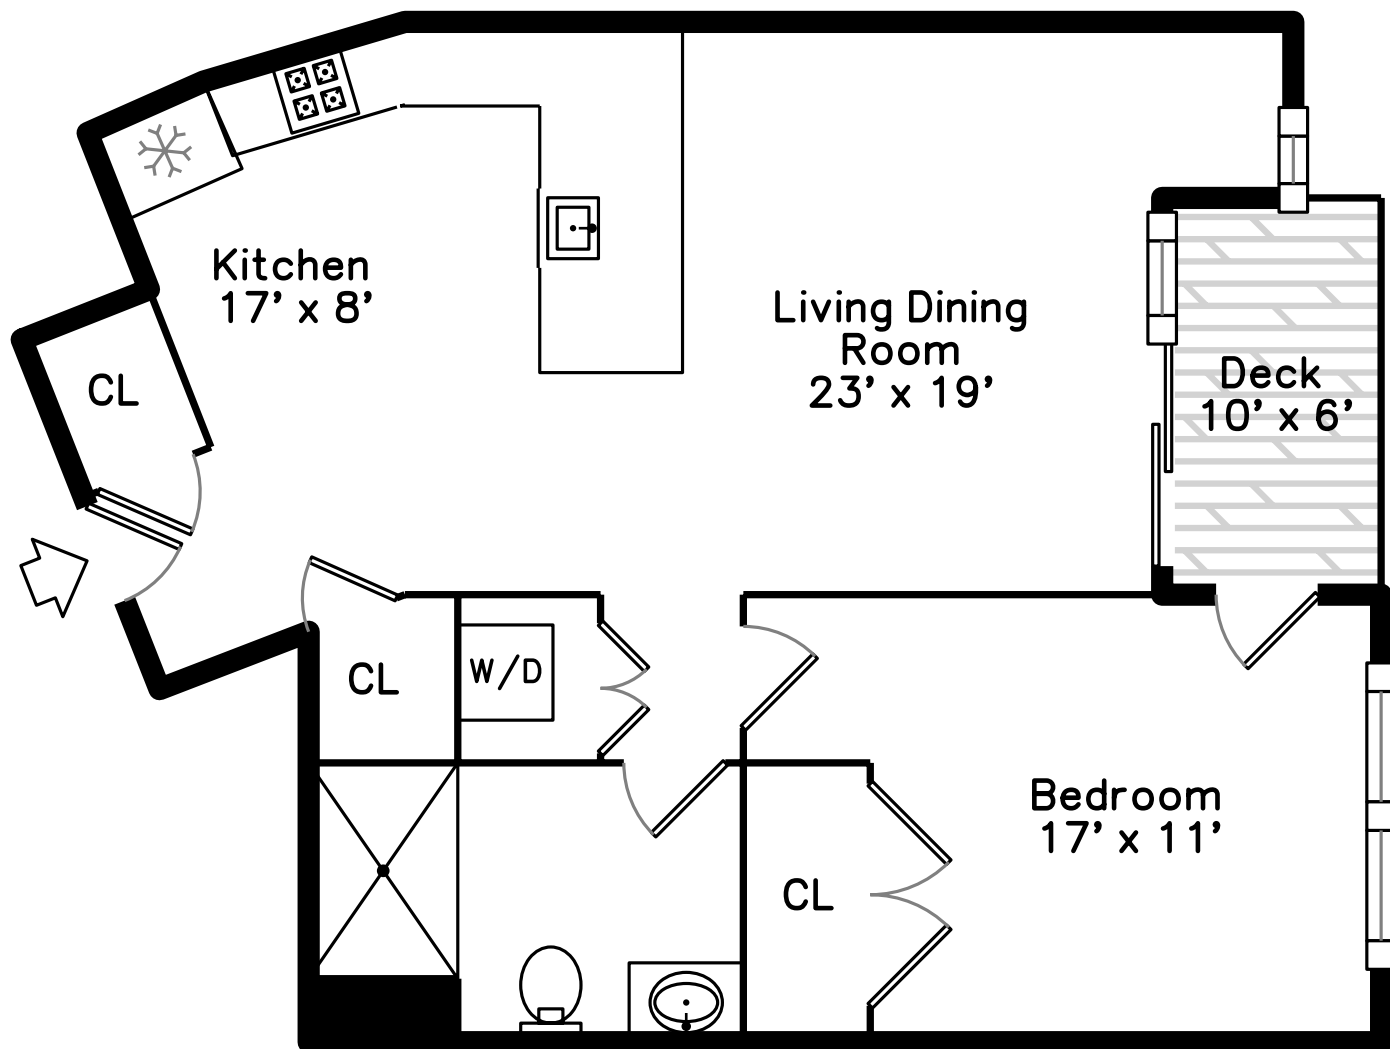 Kitchen
17' x 8'
Living Dining
Room
23' x 19'
Deck
10' x 6'
CL
CL
W/D
Bedroom
17' x 11'
CL